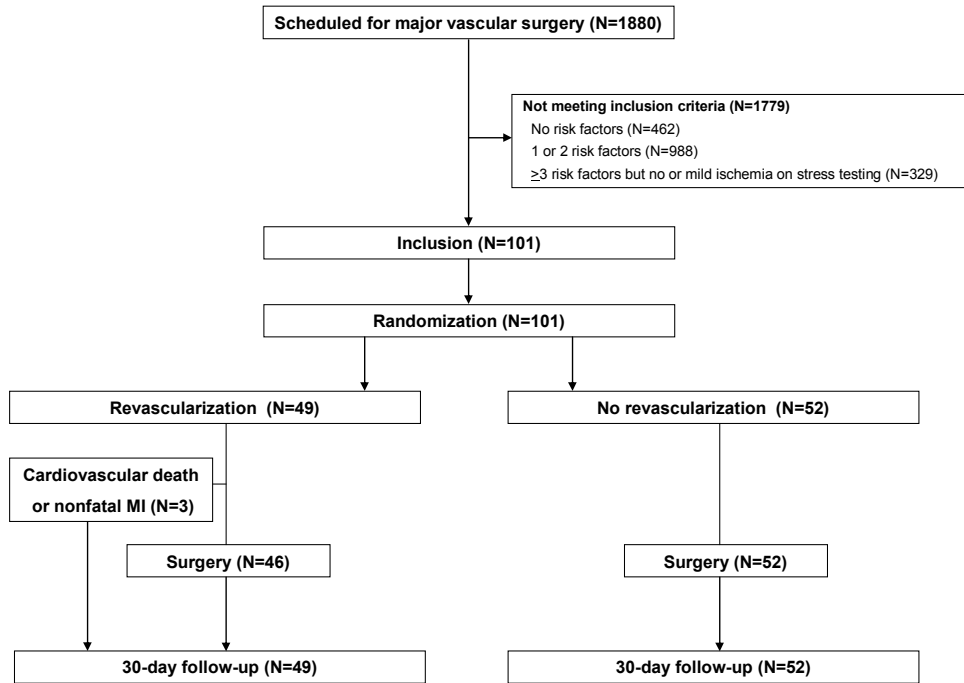 Scheduled for major vascular surgery (N=1880)
Not meeting inclusion criteria (N=1779)
No risk factors (N=462)
1 or 2 risk factors (N=988)
≥3 risk factors but no or mild ischemia on stress testing (N=329)
Inclusion (N=101)
Randomization (N=101)
Revascularization (N=49)
No revascularization (N=52)
Cardiovascular death
or nonfatal MI (N=3)
Surgery (N=46)
Surgery (N=52)
30-day follow-up (N=49)
30-day follow-up (N=52)